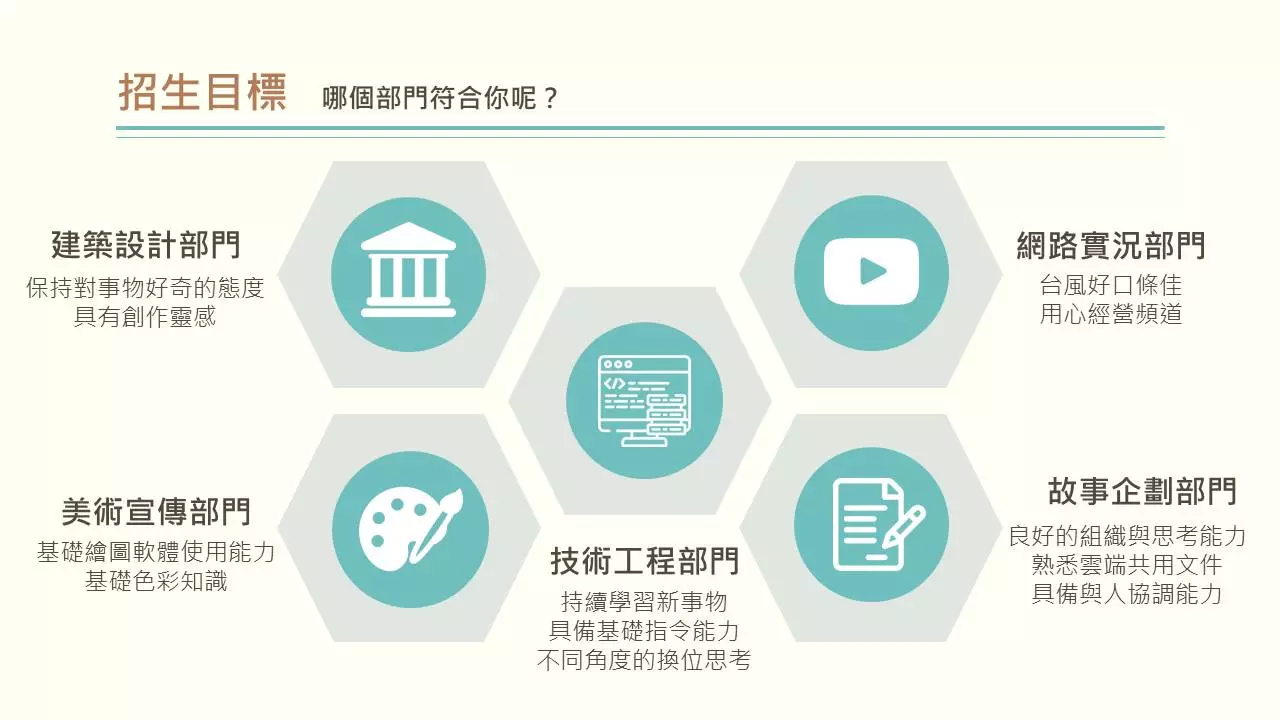 招生目標
哪個部門符合你呢？
建築設計部門
保持對事物好奇的態度
具有創作靈感
網路實況部門
台風好口條佳
用心經營頻道
美術宣傳部門
基礎繪圖軟體使用能力
基礎色彩知識
技術工程部門
持續學習新事物
具備基礎指令能力
不同角度的換位思考
故事企劃部門
良好的組織與思考能力
熟悉雲端共用文件
具備與人協調能力